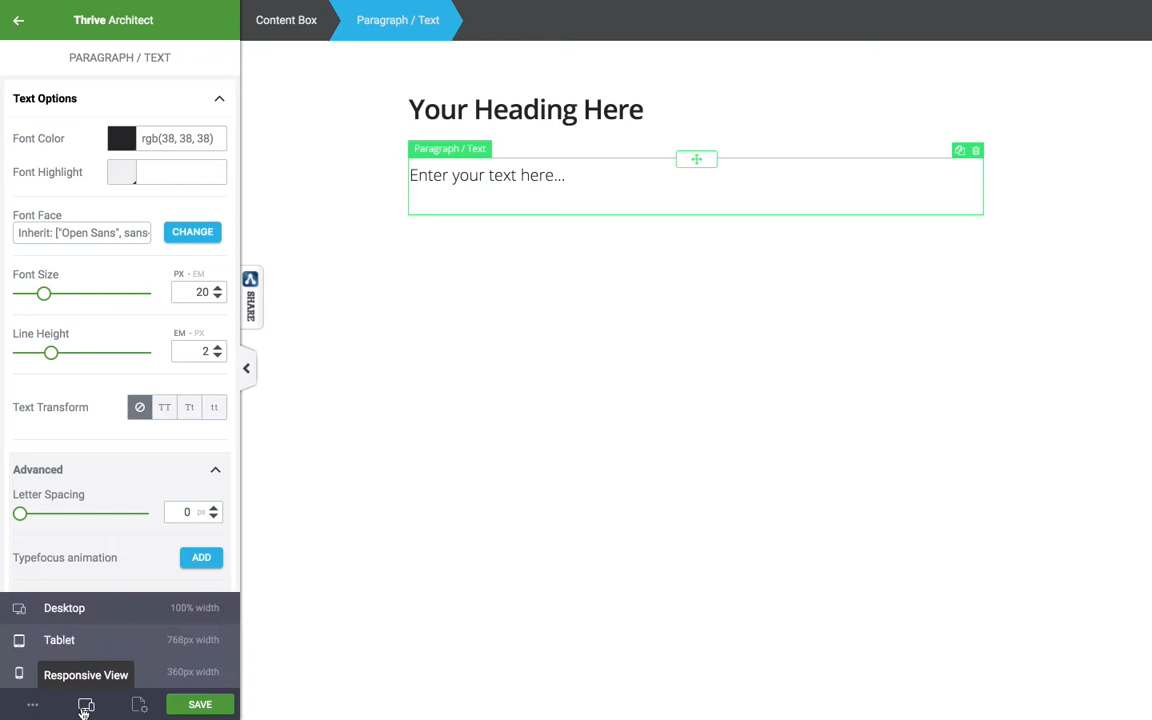 Thrive Architect
Content Box
Paragraph / Text
PARAGRAPH / TEXT
Text Options
Font Color
rgb(38, 38, 38)
Font Highlight
Font Face
Inherit: ["Open Sans", sans-
CHANGE
Font Size
PX - EM
20
Line Height
EM - PX
2
Text Transform
TT
Tt
tt
Advanced
Letter Spacing
0 px
Typefocus animation
ADD
Desktop
100% width
Tablet
768px width
Responsive View
360px width
SAVE
SHARE
Your Heading Here
Paragraph / Text
Enter your text here...